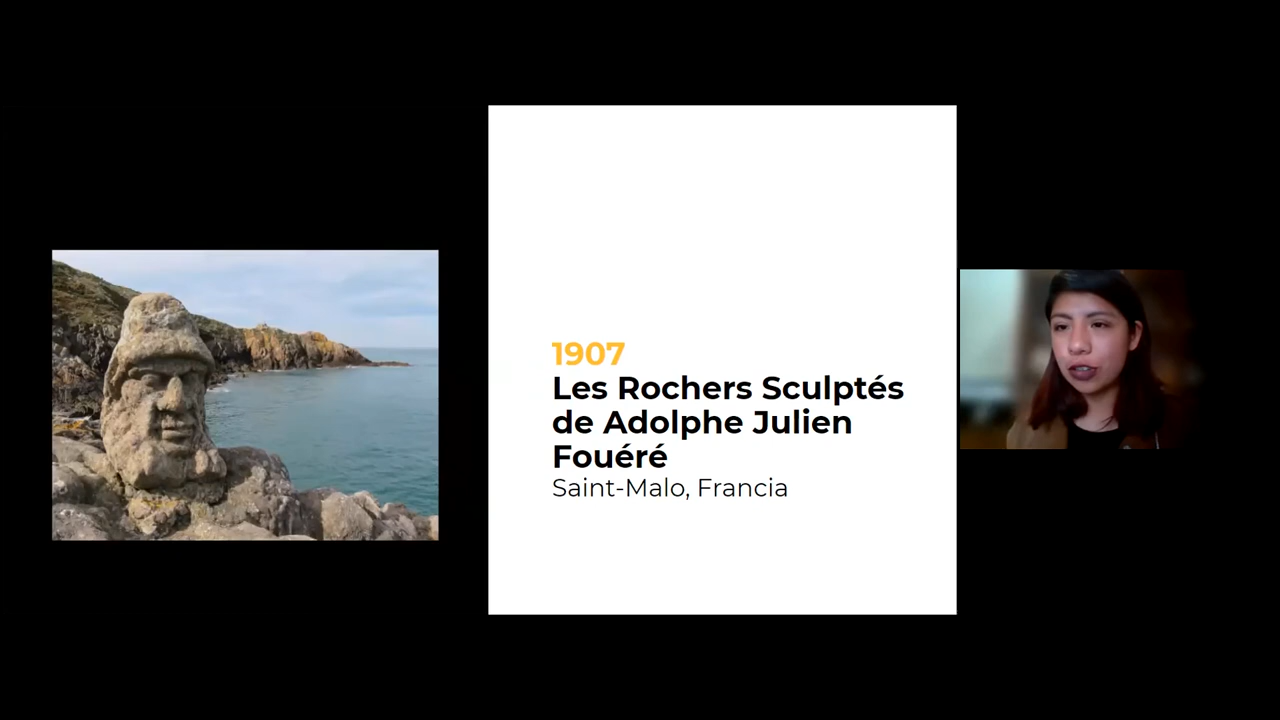 1907
Les Rochers Sculptés
de Adolphe Julien
Fouéré
Saint-Malo, Francia